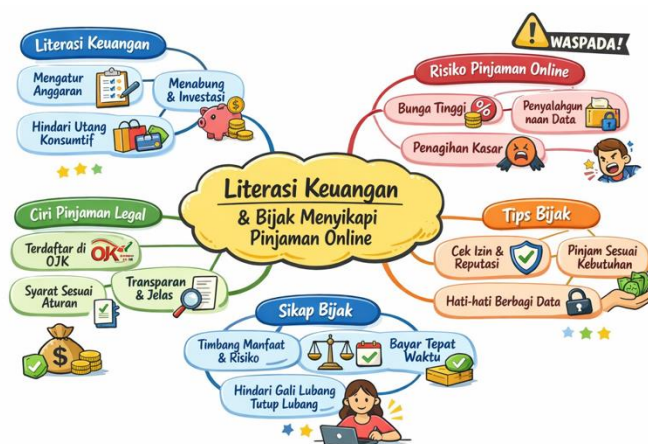 WASPADA!
Literasi Keuangan
& Bijak Menyikapi
Pinjaman Online
Literasi Keuangan
Mengatur
Anggaran
Menabung
& Investasi
Hindari Utang
Konsumtif
Risiko Pinjaman Online
Bunga Tinggi
%
Penyalahgu
naan Data
Penagihan Kasar
Ciri Pinjaman Legal
Terdaftar di
OJK
OJK
Syarat Sesuai
Aturan
Transparan
& Jelas
$
Tips Bijak
Cek Izin &
Reputasi
Pinjam Sesuai
Kebutuhan
Hati-hati Berbagi Data
Sikap Bijak
Timbang Manfaat
& Risiko
Bayar Tepat
Waktu
Hindari Gali Lubang
Tutup Lubang